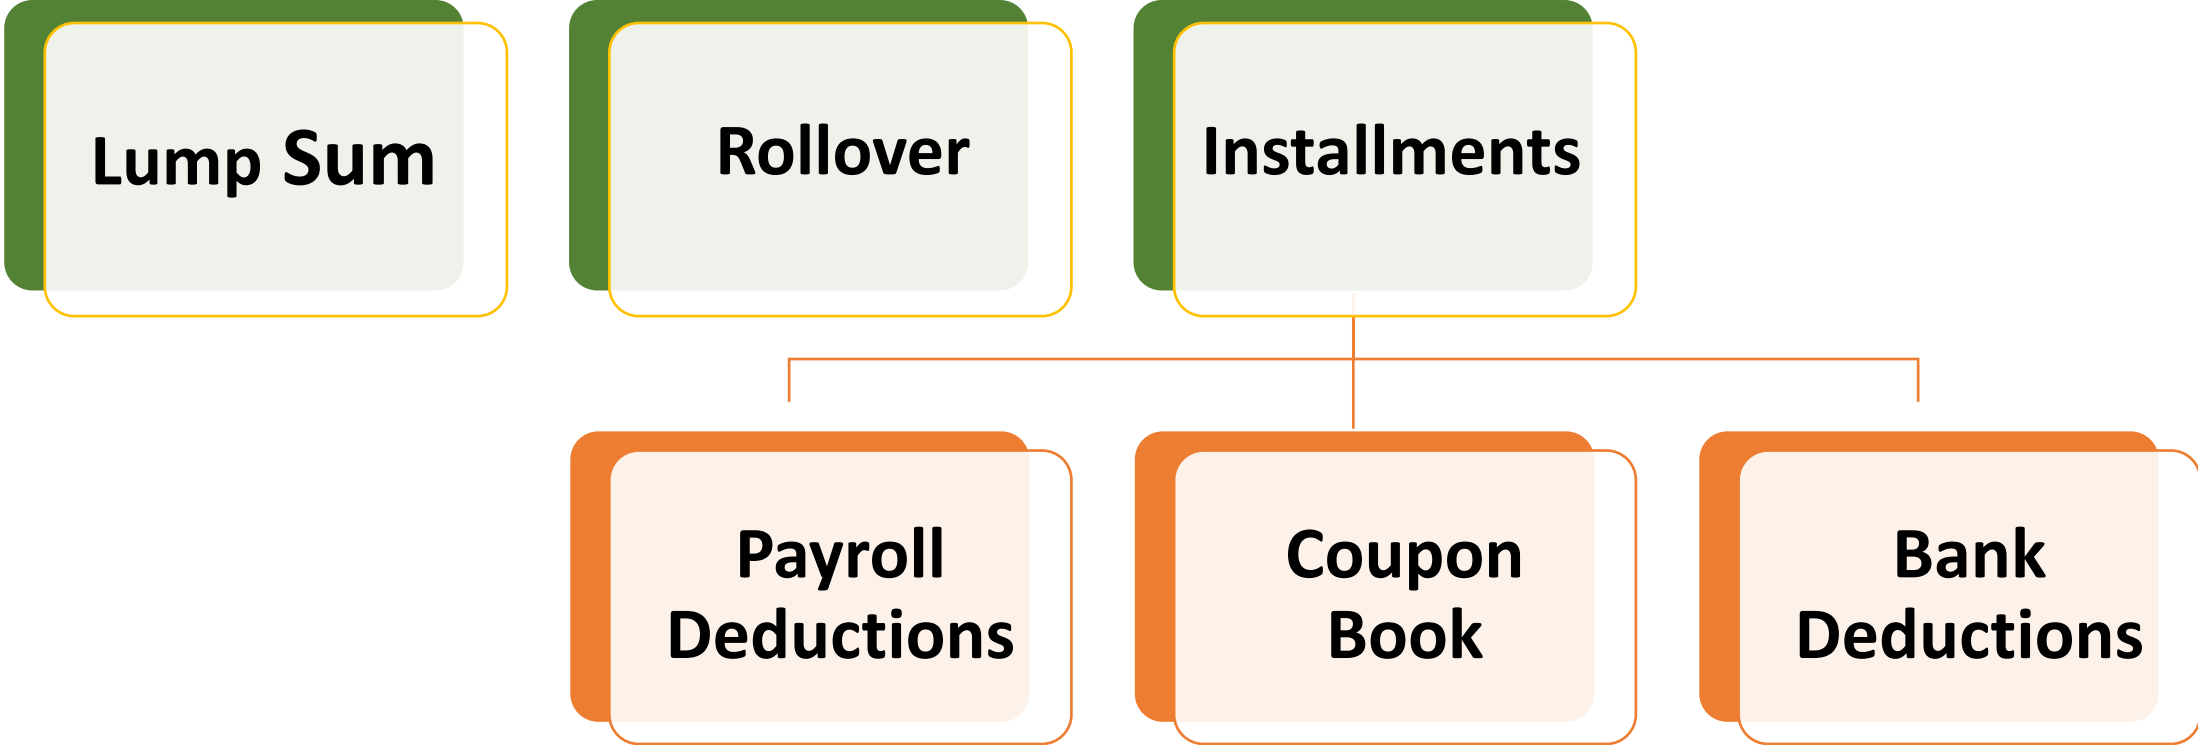 Lump Sum
Rollover
Installments
Payroll
Deductions
Coupon
Book
Bank
Deductions